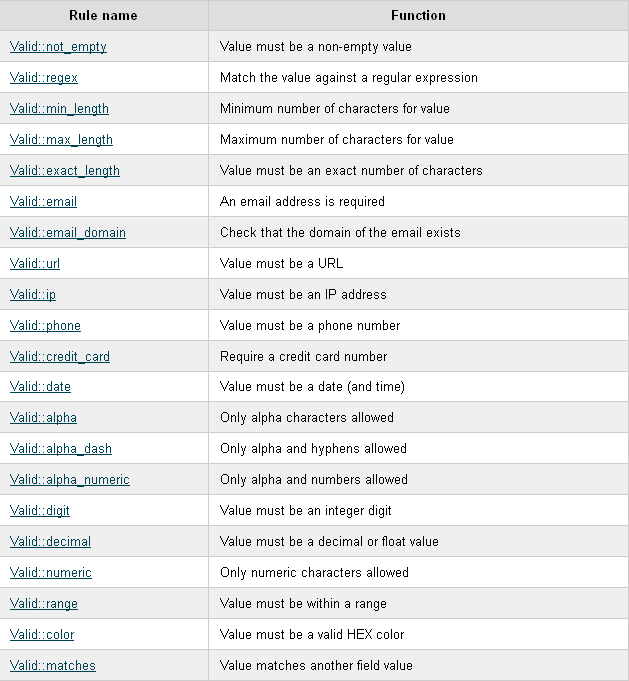 Rule name Function
Valid::not_empty Value must be a non-empty value
Valid::regex Match the value against a regular expression
Valid::min_length Minimum number of characters for value
Valid::max_length Maximum number of characters for value
Valid::exact_length Value must be an exact number of characters
Valid::email An email address is required
Valid::email_domain Check that the domain of the email exists
Valid::url Value must be a URL
Valid::ip Value must be an IP address
Valid::phone Value must be a phone number
Valid::credit_card Require a credit card number
Valid::date Value must be a date (and time)
Valid::alpha Only alpha characters allowed
Valid::alpha_dash Only alpha and hyphens allowed
Valid::alpha_numeric Only alpha and numbers allowed
Valid::digit Value must be an integer digit
Valid::decimal Value must be a decimal or float value
Valid::numeric Only numeric characters allowed
Valid::range Value must be within a range
Valid::color Value must be a valid HEX color
Valid::matches Value matches another field value